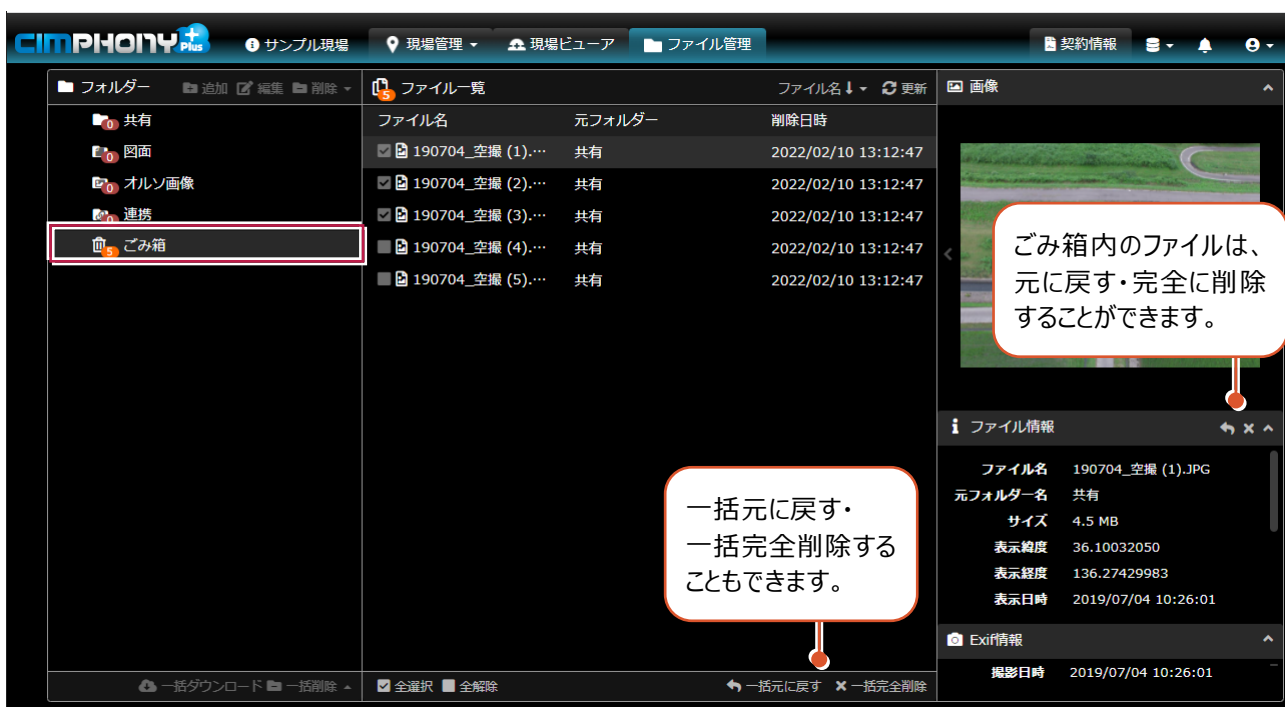 CIMPHONY Plus サンプル現場 現場管理 現場ビューア ファイル管理 契約情報
フォルダー 追加 編集 削除
共有 0
図面 0
オルソ画像 0
連携 0
ごみ箱 5
一括ダウンロード 一括削除
ファイル一覧 5 ファイル名 更新
ファイル名 元フォルダー 削除日時
190704_空撮 (1).… 共有 2022/02/10 13:12:47
190704_空撮 (2).… 共有 2022/02/10 13:12:47
190704_空撮 (3).… 共有 2022/02/10 13:12:47
190704_空撮 (4).… 共有 2022/02/10 13:12:47
190704_空撮 (5).… 共有 2022/02/10 13:12:47
一括元に戻す・
一括完全削除する
こともできます。
全選択 全解除 一括元に戻す 一括完全削除
画像
ごみ箱内のファイルは、
元に戻す・完全に削除
することができます。
ファイル情報
ファイル名 190704_空撮 (1).JPG
元フォルダー名 共有
サイズ 4.5 MB
表示緯度 36.10032050
表示経度 136.27429983
表示日時 2019/07/04 10:26:01
Exif情報
撮影日時 2019/07/04 10:26:01